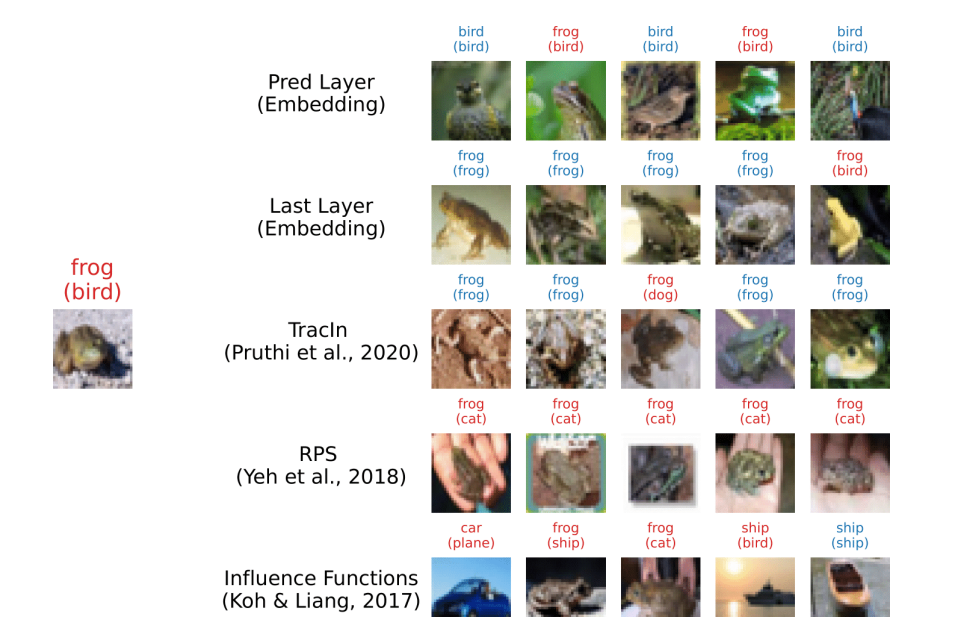 bird frog bird frog bird
(bird) (bird) (bird) (bird) (bird)
Pred Layer
(Embedding)
frog frog frog frog frog
(frog) (frog) (frog) (frog) (bird)
Last Layer
(Embedding)
frog
(bird)
frog frog frog frog frog
(frog) (frog) (dog) (frog) (frog)
TracIn
(Pruthi et al., 2020)
frog frog frog frog frog
(cat) (cat) (cat) (cat) (cat)
RPS
(Yeh et al., 2018)
car frog frog ship ship
(plane) (ship) (cat) (bird) (ship)
Influence Functions
(Koh & Liang, 2017)